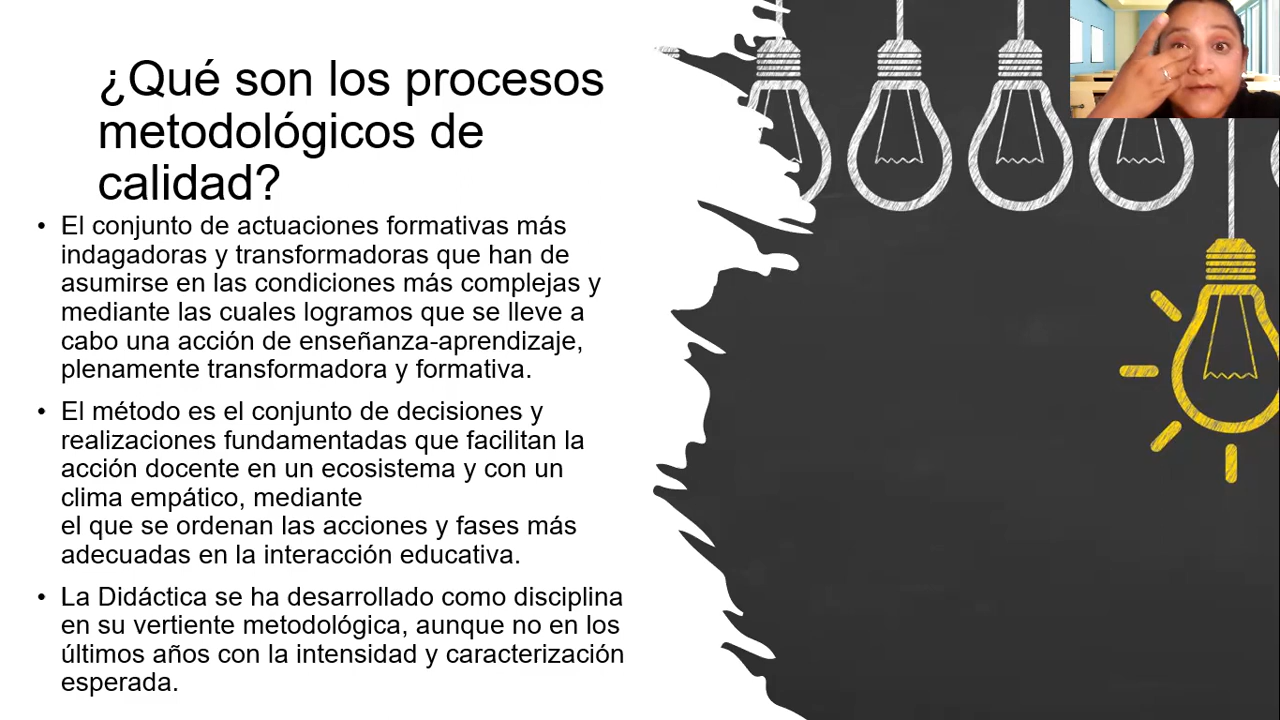 ¿Qué son los procesos
metodológicos de
calidad?
• El conjunto de actuaciones formativas más
indagadoras y transformadoras que han de
asumirse en las condiciones más complejas y
mediante las cuales logramos que se lleve a
cabo una acción de enseñanza-aprendizaje,
plenamente transformadora y formativa.
• El método es el conjunto de decisiones y
realizaciones fundamentadas que facilitan la
acción docente en un ecosistema y con un
clima empático, mediante
el que se ordenan las acciones y fases más
adecuadas en la interacción educativa.
• La Didáctica se ha desarrollado como disciplina
en su vertiente metodológica, aunque no en los
últimos años con la intensidad y caracterización
esperada.